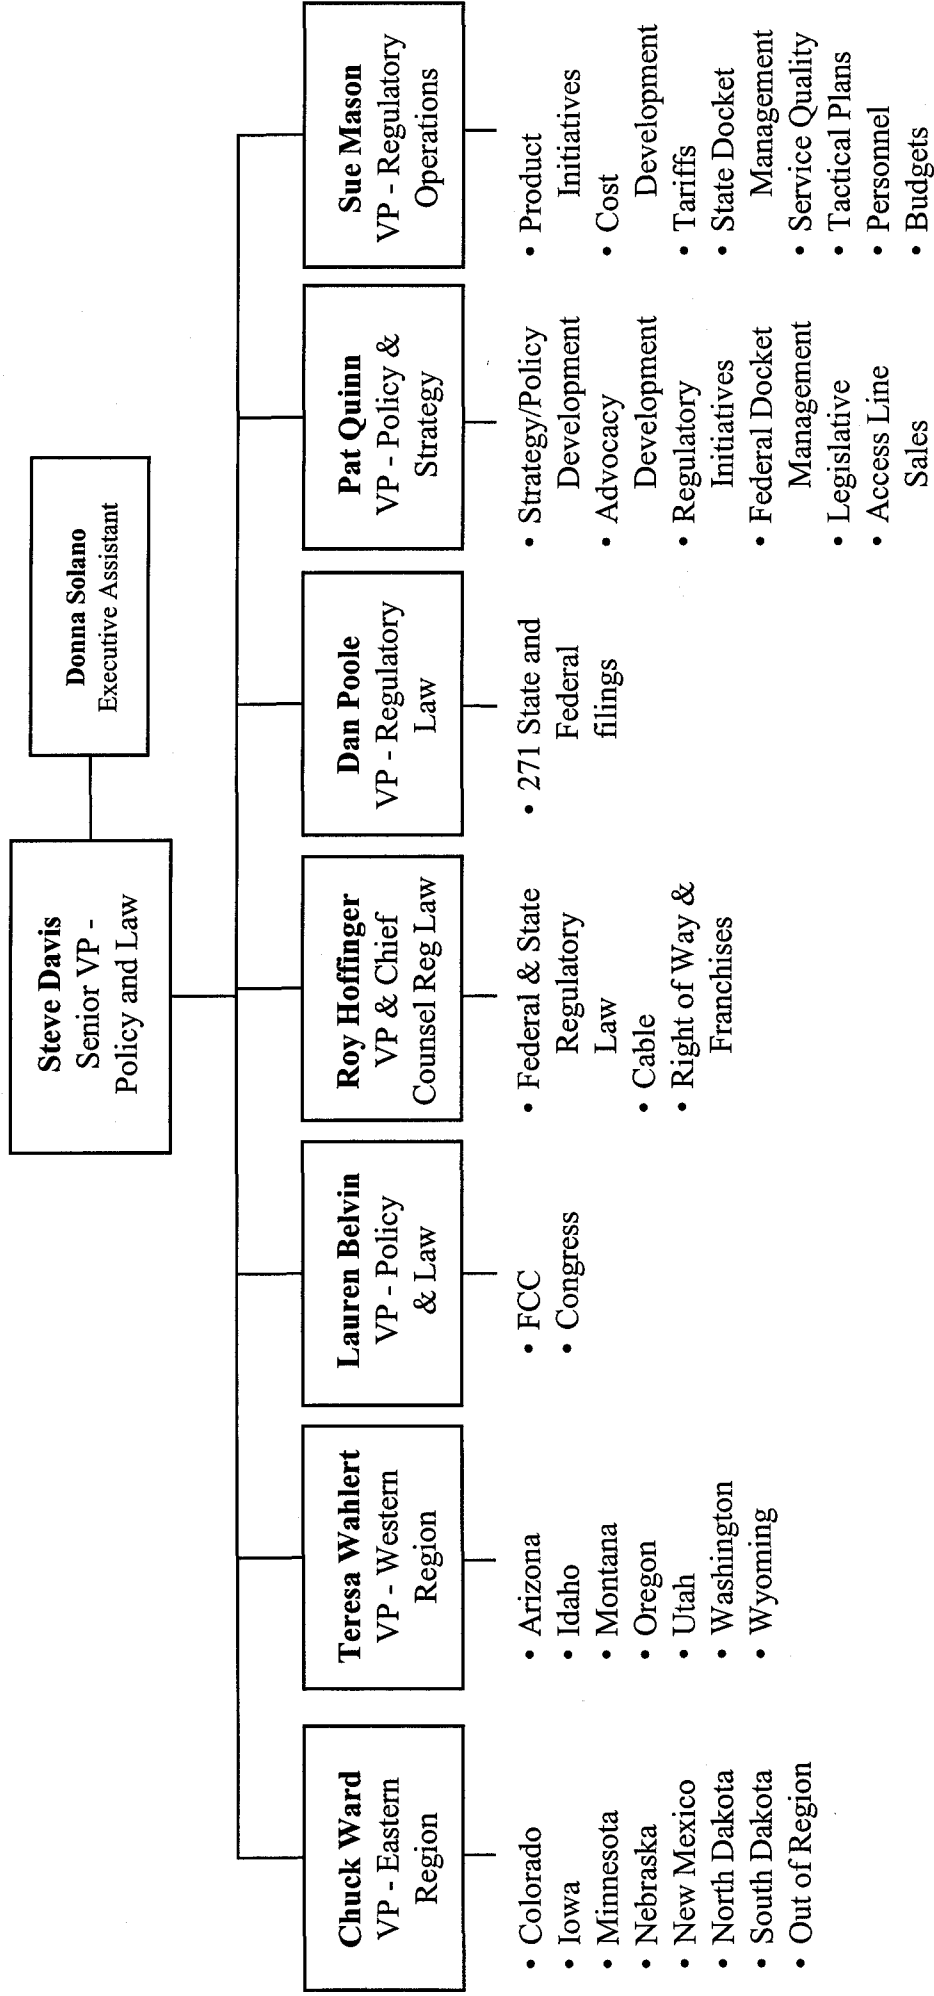 Steve Davis
Senior VP -
Policy and Law
Donna Solano
Executive Assistant
Chuck Ward
VP - Eastern
Region
• Colorado
• Iowa
• Minnesota
• Nebraska
• New Mexico
• North Dakota
• South Dakota
• Out of Region
Teresa Wahlert
VP - Western
Region
• Arizona
• Idaho
• Montana
• Oregon
• Utah
• Washington
• Wyoming
Lauren Belvin
VP - Policy
& Law
• FCC
• Congress
Roy Hoffinger
VP & Chief
Counsel Reg Law
• Federal & State
Regulatory
Law
• Cable
• Right of Way &
Franchises
Dan Poole
VP - Regulatory
Law
• 271 State and
Federal
filings
Pat Quinn
VP - Policy &
Strategy
• Strategy/Policy
Development
• Advocacy
Development
• Regulatory
Initiatives
• Federal Docket
Management
• Legislative
• Access Line
Sales
Sue Mason
VP - Regulatory
Operations
• Product
Initiatives
• Cost
Development
• Tariffs
• State Docket
Management
• Service Quality
• Tactical Plans
• Personnel
• Budgets